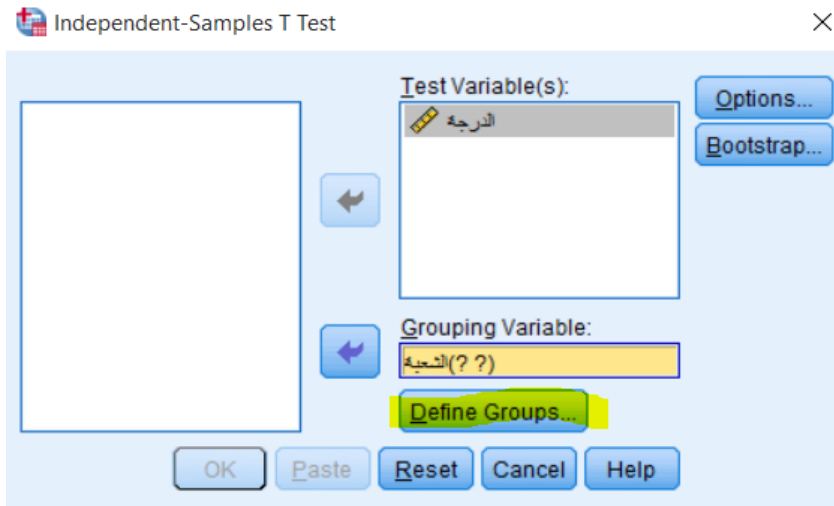 Independent-Samples T Test
Test Variable(s):
الدرجة
Options...
Bootstrap...
Grouping Variable:
الشعبة(? ?)
Define Groups...
OK Paste Reset Cancel Help